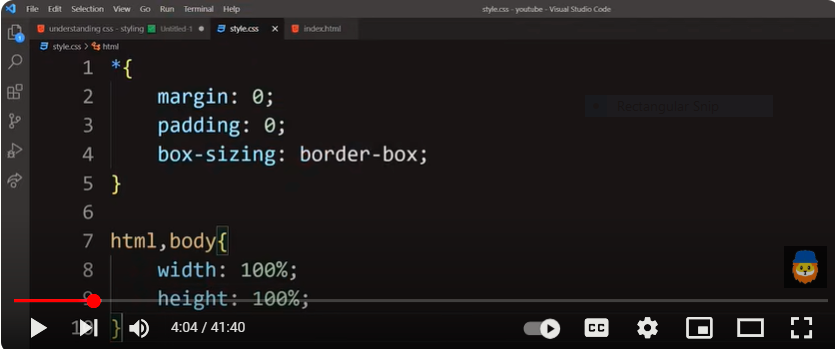 File Edit Selection View Go Run Terminal Help style.css - youtube - Visual Studio Code
understanding css - styling Untitled-1 style.css index.html
style.css > html
1 *{
2 margin: 0;
3 padding: 0;
Rectangular Snip
4 box-sizing: border-box;
5 }
6
7 html,body{
8 width: 100%;
9 height: 100%;
10 }
4:04 / 41:40
CC